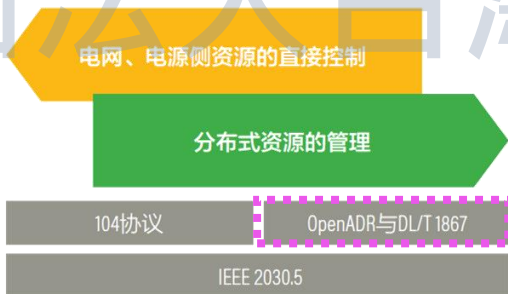 电网、电源侧资源的直接控制
分布式资源的管理
104协议
OpenADR与DL/T 1867
IEEE 2030.5